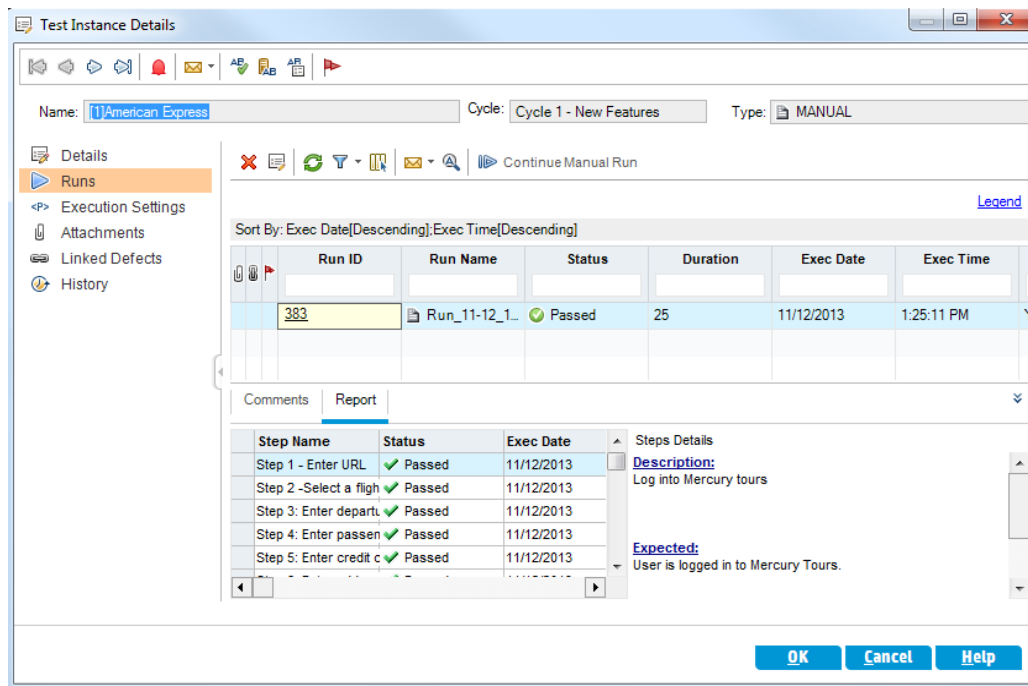 Test Instance Details
Name: [1]American Express Cycle: Cycle 1 - New Features Type: MANUAL
Details
Runs
Execution Settings
Attachments
Linked Defects
History
Continue Manual Run
Legend
Sort By: Exec Date[Descending];Exec Time[Descending]
Run ID Run Name Status Duration Exec Date Exec Time
383 Run_11-12_1... Passed 25 11/12/2013 1:25:11 PM
Comments Report
Step Name Status Exec Date
Step 1 - Enter URL Passed 11/12/2013
Step 2 -Select a fligh Passed 11/12/2013
Step 3: Enter departu Passed 11/12/2013
Step 4: Enter passen Passed 11/12/2013
Step 5: Enter credit c Passed 11/12/2013
Steps Details
Description:
Log into Mercury tours
Expected:
User is logged in to Mercury Tours.
OK Cancel Help